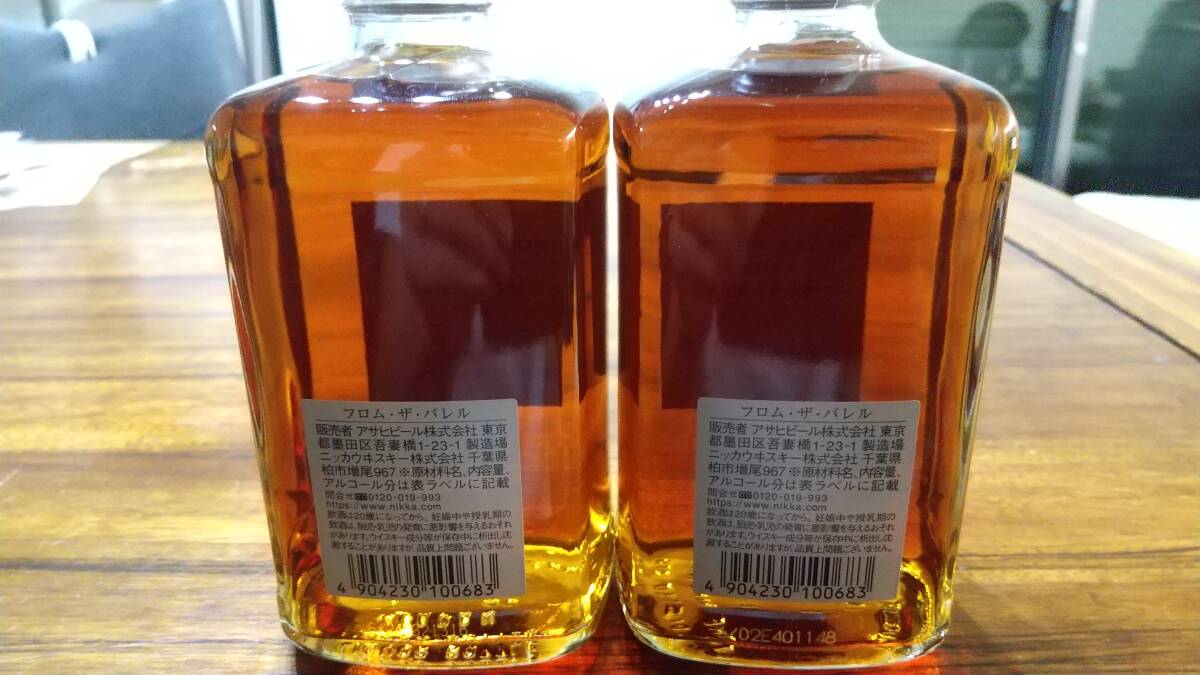 フロム・ザ・バレル
販売者 アサヒビール株式会社 東京
都墨田区吾妻橋1-23-1 製造場
ニッカウヰスキー株式会社 千葉県
柏市増尾967 ※原材料名、内容量、
アルコール分は表ラベルに記載
問合せ 0120-019-993
https://www.nikka.com
飲酒は20歳になってから。妊娠中や授乳期の
飲酒は、胎児・乳児の発育に悪影響を与えるおそれ
があります。ウイスキー成分等が保存中に析出し沈
澱することがありますが、品質上問題ございません。
4 904230 100683
フロム・ザ・バレル
販売者 アサヒビール株式会社 東京
都墨田区吾妻橋1-23-1 製造場
ニッカウヰスキー株式会社 千葉県
柏市増尾967 ※原材料名、内容量、
アルコール分は表ラベルに記載
問合せ 0120-019-993
https://www.nikka.com
飲酒は20歳になってから。妊娠中や授乳期の
飲酒は、胎児・乳児の発育に悪影響を与えるおそれ
があります。ウイスキー成分等が保存中に析出し沈
澱することがありますが、品質上問題ございません。
4 904230 100683
/02E401148